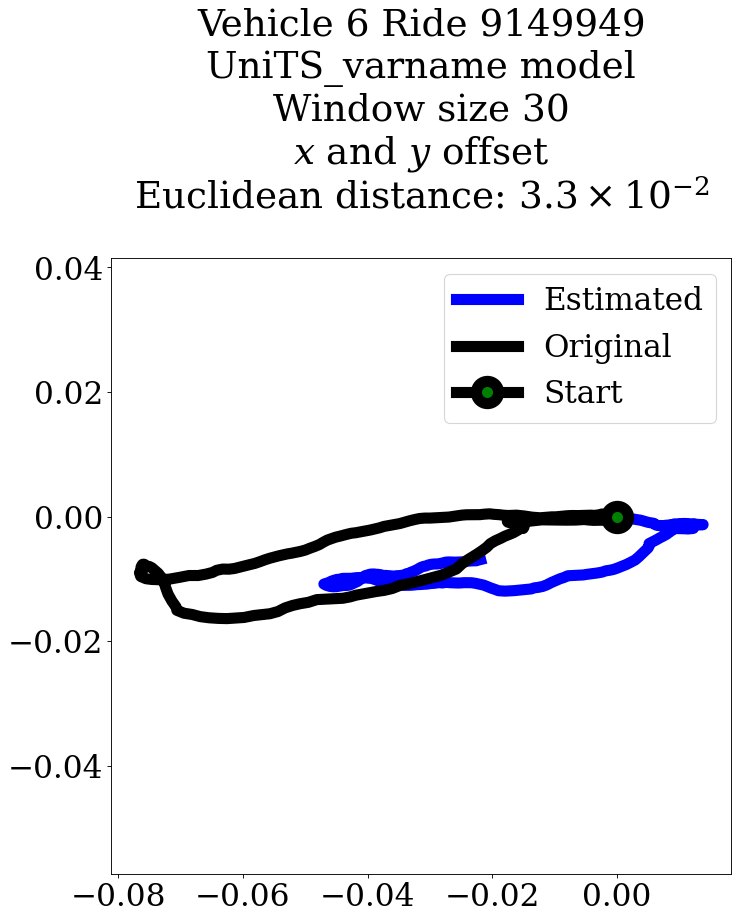 Vehicle 6 Ride 9149949
UniTS_varname model
Window size 30
x and y offset
Euclidean distance: 3.3 × 10⁻²
0.04
0.02
0.00
−0.02
−0.04
Estimated
Original
Start
−0.08 −0.06 −0.04 −0.02 0.00